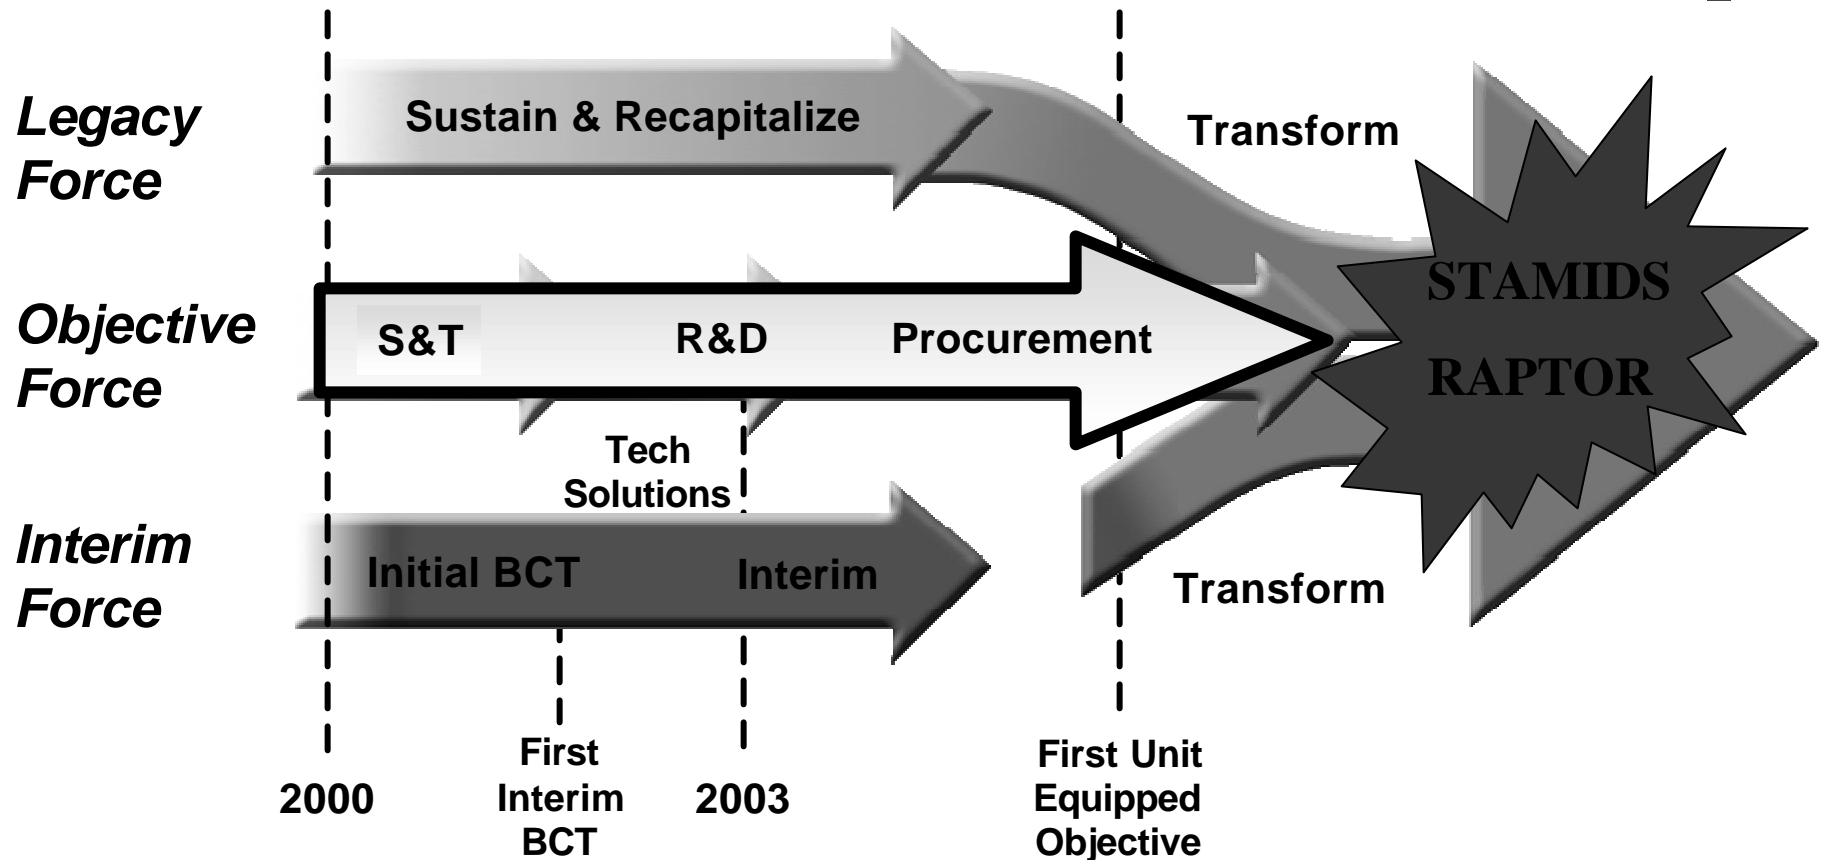 Legacy
Force
Sustain & Recapitalize
Transform
Objective
Force
S&T
R&D
Procurement
STAMIDS
RAPTOR
Tech
Solutions
Interim
Force
Initial BCT
Interim
Transform
2000
First
Interim
BCT
2003
First Unit
Equipped
Objective